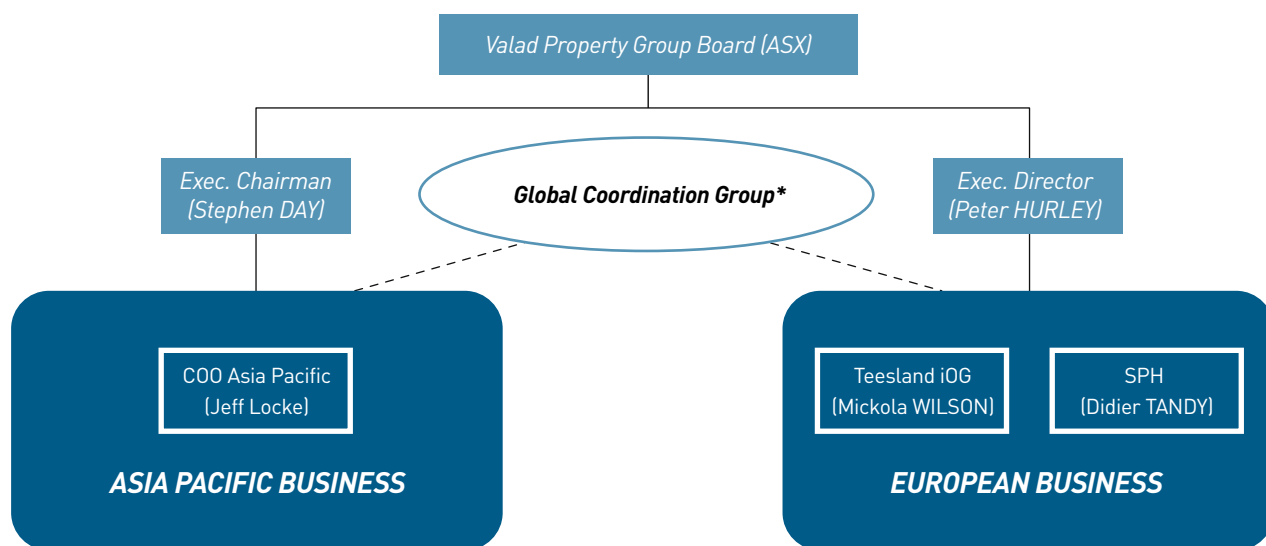 Valad Property Group Board (ASX)
Exec. Chairman
(Stephen DAY)
Global Coordination Group*
Exec. Director
(Peter HURLEY)
COO Asia Pacific
(Jeff Locke)
ASIA PACIFIC BUSINESS
Teesland iOG
(Mickola WILSON)
SPH
(Didier TANDY)
EUROPEAN BUSINESS